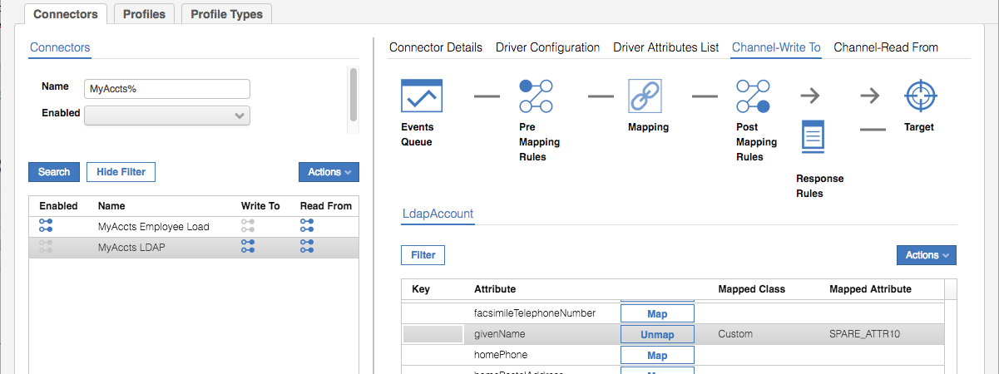 Connectors Profiles Profile Types
Connectors
Name MyAccts%
Enabled
Search Hide Filter Actions
Enabled Name Write To Read From
MyAccts Employee Load
MyAccts LDAP
Connector Details Driver Configuration Driver Attributes List Channel-Write To Channel-Read From
Events Queue
Pre Mapping Rules
Mapping
Post Mapping Rules
Response Rules
Target
LdapAccount
Filter Actions
Key Attribute Mapped Class Mapped Attribute
facsimileTelephoneNumber Map
givenName Unmap Custom SPARE_ATTR10
homePhone Map